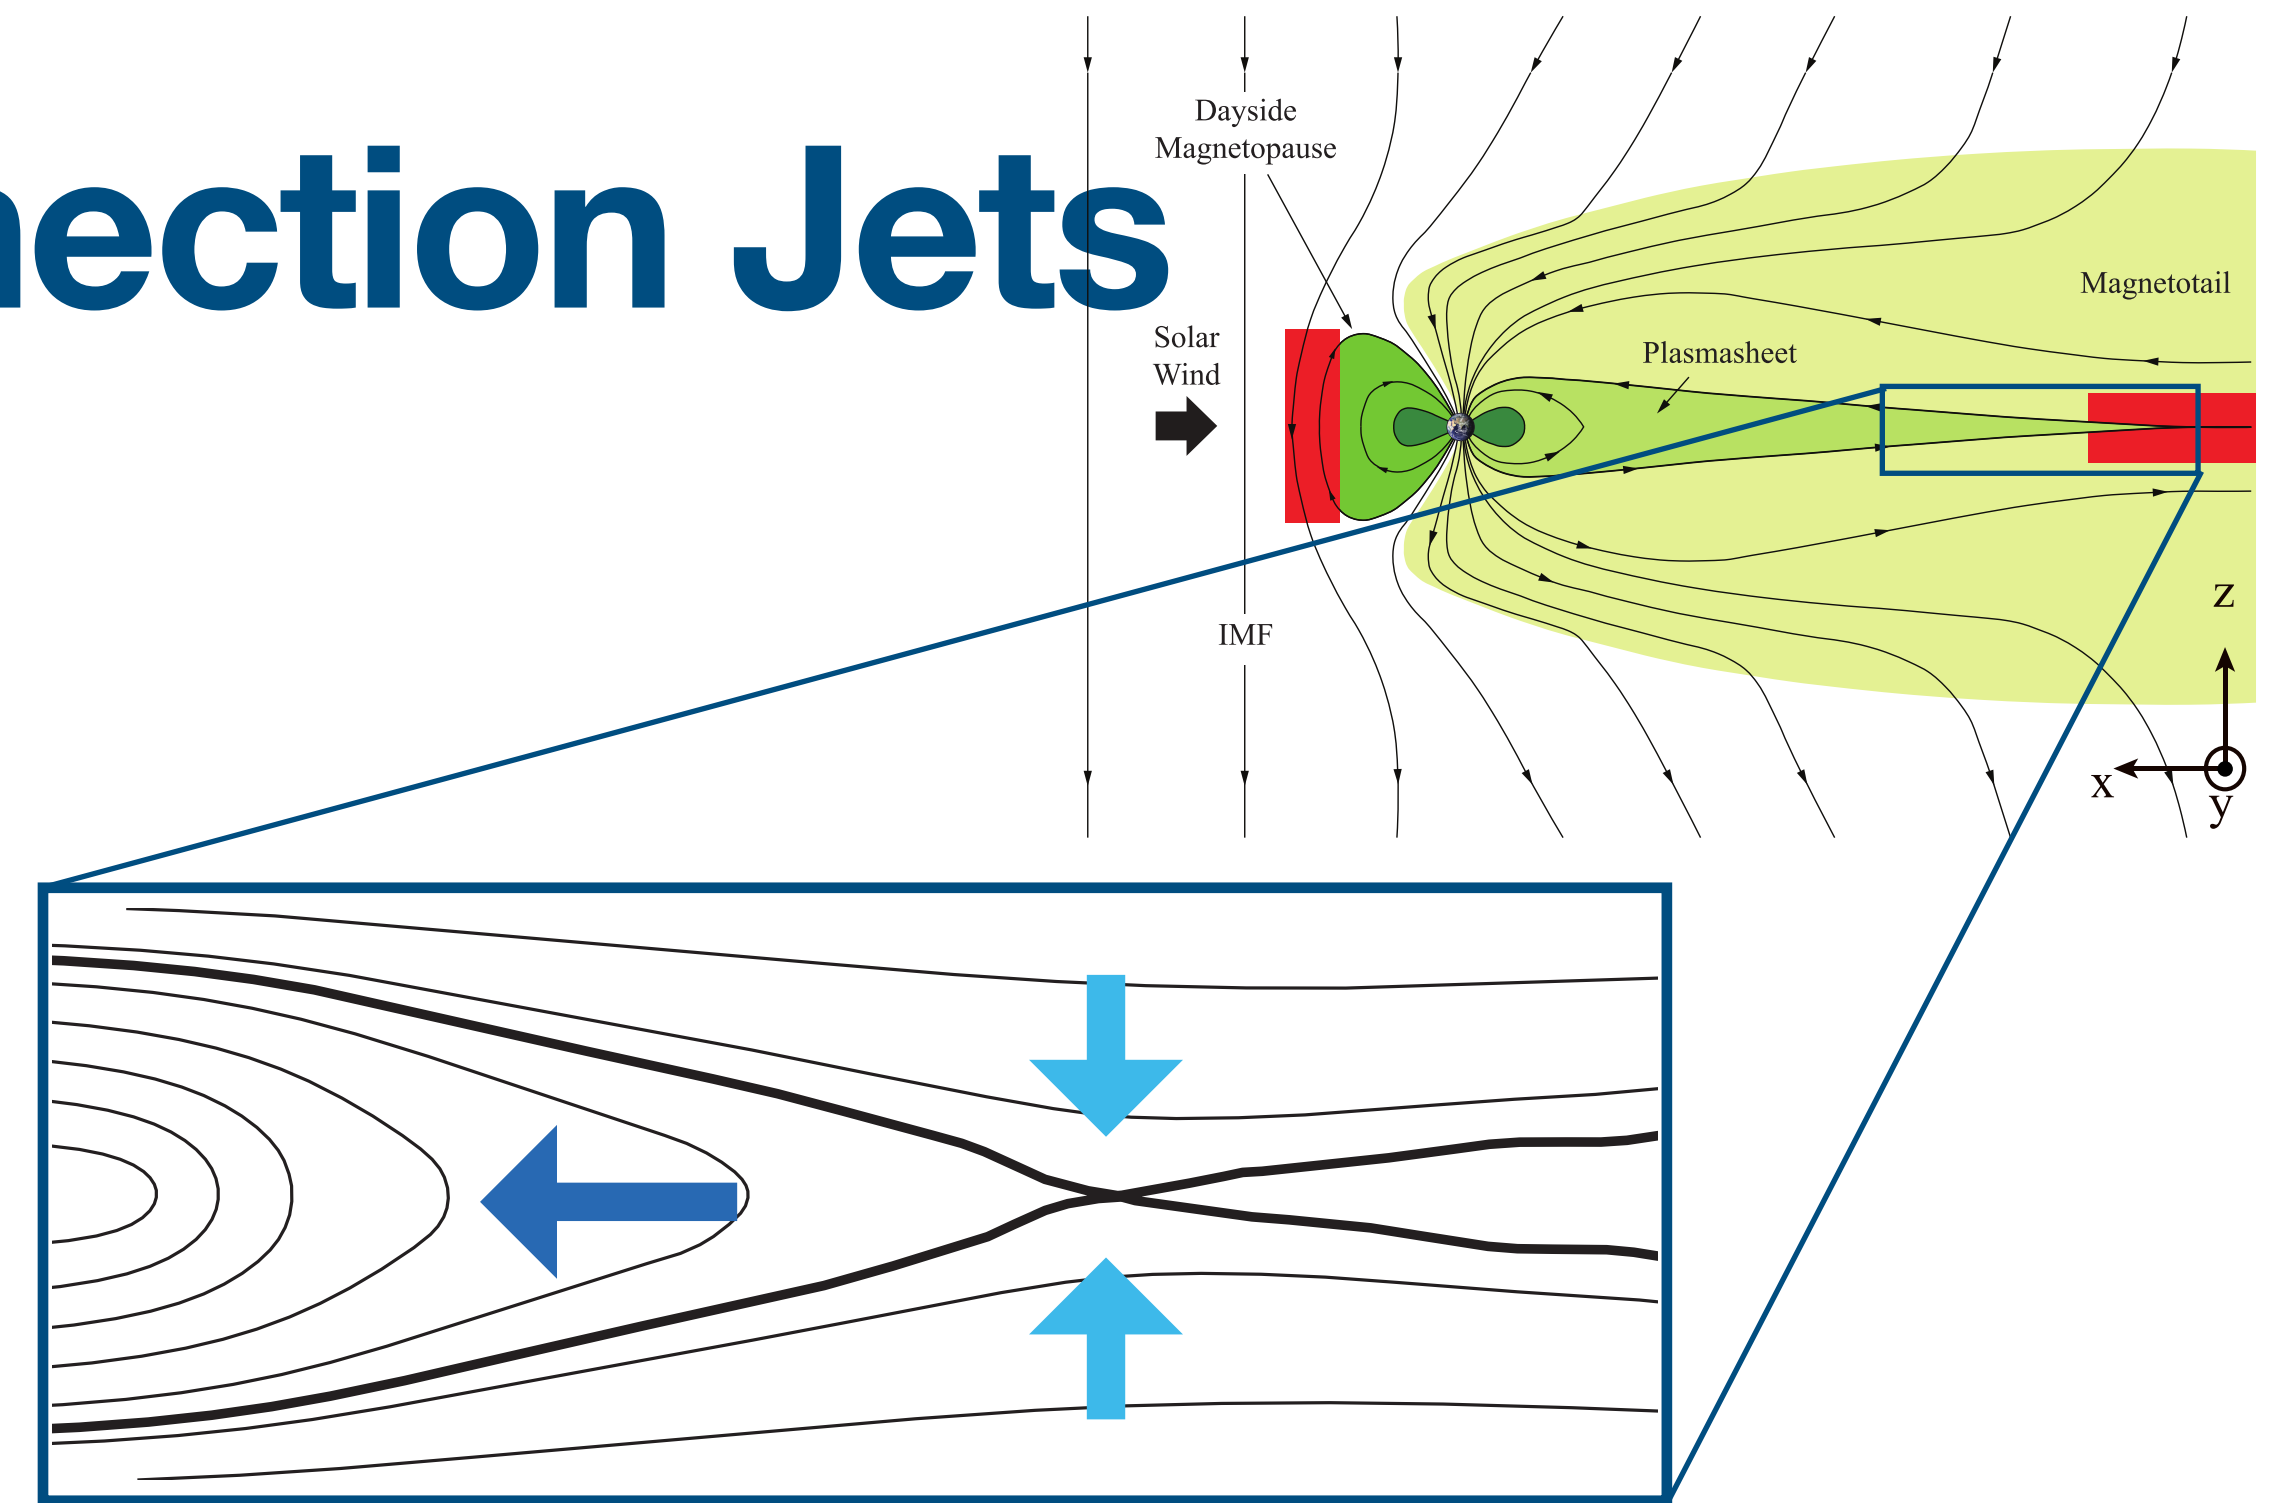 nection Jets
Dayside
Magnetopause
Solar
Wind
Magnetotail
Plasmasheet
IMF
z
x
y